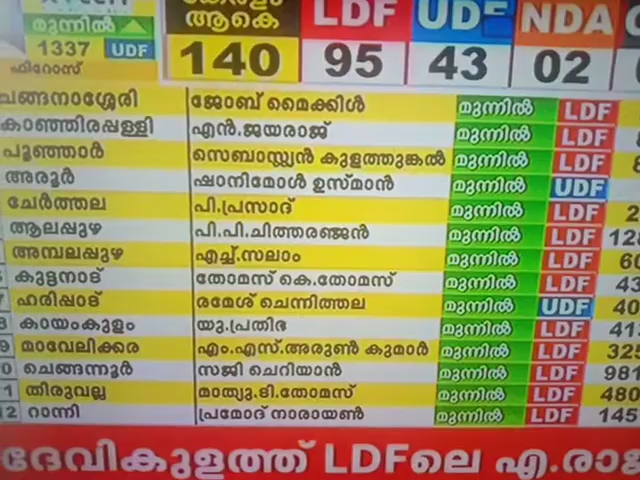 മുന്നിൽ
1337 UDF
ഫിറോസ്
ആകെ LDF UDF NDA
140 95 43 02
ചങ്ങനാശ്ശേരി ജോബ് മൈക്കിൾ മുന്നിൽ LDF
കാഞ്ഞിരപ്പള്ളി എൻ.ജയരാജ് മുന്നിൽ LDF
പൂഞ്ഞാർ സെബാസ്റ്റ്യൻ കുളത്തുങ്കൽ മുന്നിൽ LDF
അരൂർ ഷാനിമോൾ ഉസ്മാൻ മുന്നിൽ UDF
ചേർത്തല പി.പ്രസാദ് മുന്നിൽ LDF
ആലപ്പുഴ പി.പി.ചിത്തരഞ്ജൻ മുന്നിൽ LDF
അമ്പലപ്പുഴ എച്ച്.സലാം മുന്നിൽ LDF
കുട്ടനാട് തോമസ് കെ.തോമസ് മുന്നിൽ LDF
ഹരിപ്പാട് രമേശ് ചെന്നിത്തല മുന്നിൽ UDF
കായംകുളം യു.പ്രതിഭ മുന്നിൽ LDF
മാവേലിക്കര എം.എസ്.അരുൺ കുമാർ മുന്നിൽ LDF
ചെങ്ങന്നൂർ സജി ചെറിയാൻ മുന്നിൽ LDF
തിരുവല്ല മാത്യു.ടി.തോമസ് മുന്നിൽ LDF
റാന്നി പ്രമോദ് നാരായൺ മുന്നിൽ LDF
ദേവികുളത്ത് LDFലെ എ.രാജ